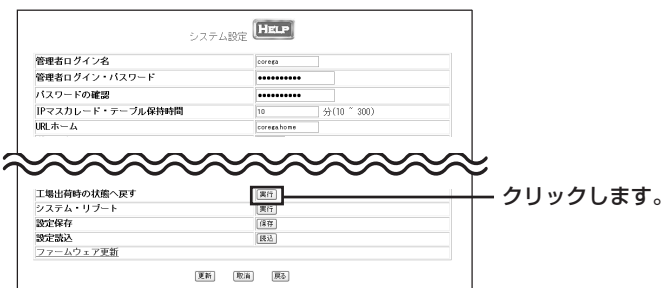 システム設定 HELP
管理者ログイン名 corega
管理者ログイン・パスワード ••••••••••
パスワードの確認 ••••••••••
IPマスカレード・テーブル保持時間 10 分(10 ~ 300)
URLホーム coregahome
工場出荷時の状態へ戻す 実行 クリックします。
システム・リブート 実行
設定保存 保存
設定読込 読込
ファームウェア更新
更新 取消 戻る